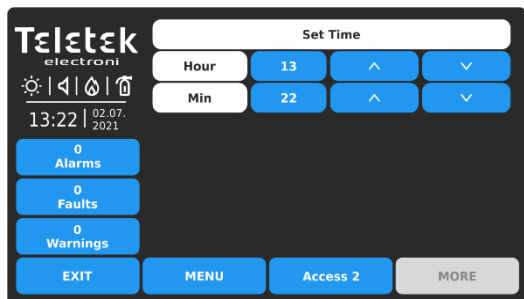 Teletek
electroni
13:22 02.07.
2021
0
Alarms
0
Faults
0
Warnings
Set Time
Hour 13
Min 22
EXIT MENU Access 2 MORE